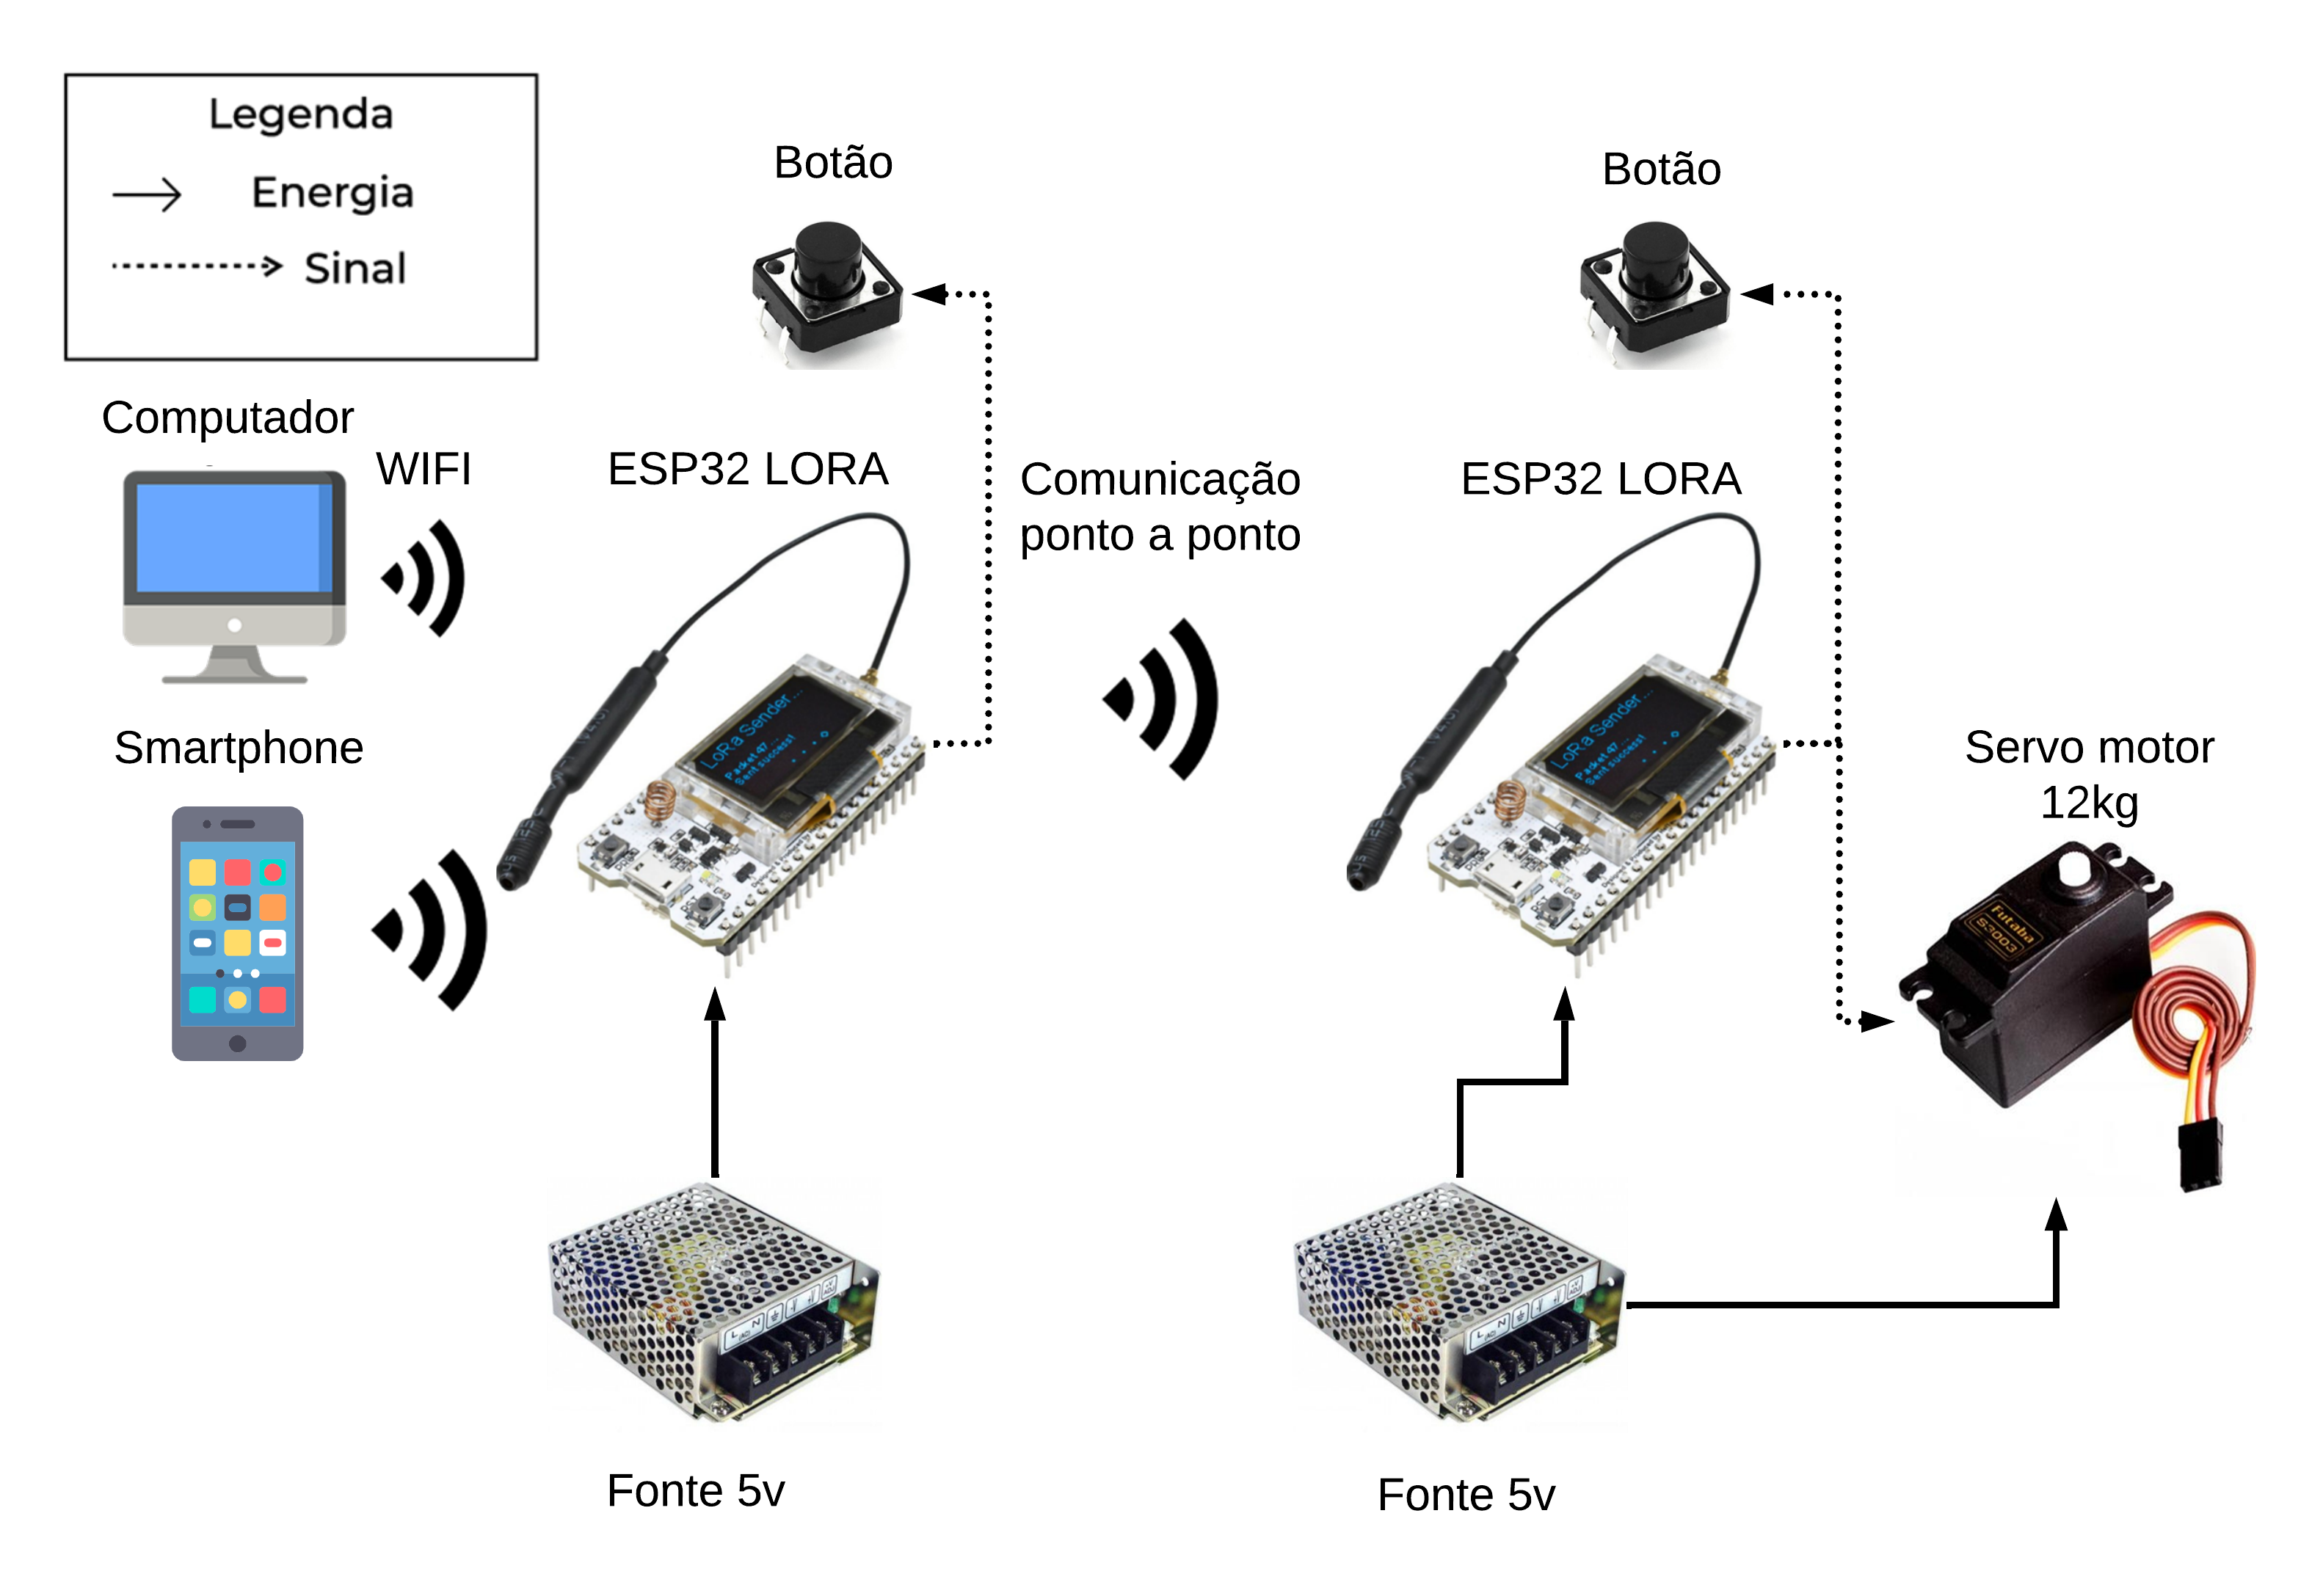 Legenda
Energia
Sinal
Botão
Botão
Computador
WIFI
ESP32 LORA
Comunicação
ponto a ponto
ESP32 LORA
LoRa Sender...
Packet 47...
Sent success!
LoRa Sender...
Packet 47...
Sent success!
Smartphone
Servo motor
12kg
Futaba
S3003
L N
L N
Fonte 5v
Fonte 5v